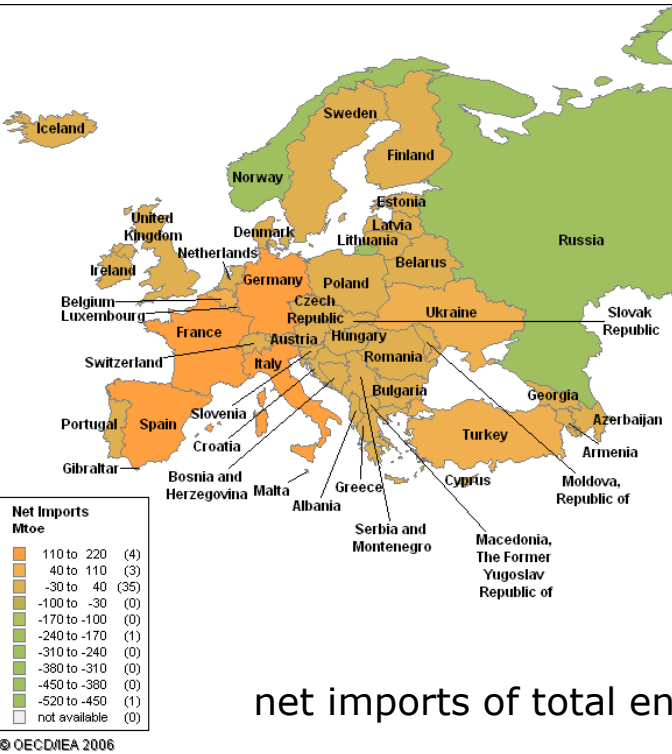 Iceland
Sweden
Finland
Norway
Estonia
United
Kingdom
Denmark
Latvia
Lithuania
Russia
Netherlands
Ireland
Belarus
Germany
Poland
Belgium
Luxembourg
Czech
Republic
Ukraine
Slovak
Republic
France
Austria
Hungary
Switzerland
Italy
Romania
Bulgaria
Georgia
Slovenia
Portugal
Spain
Azerbaijan
Turkey
Croatia
Armenia
Gibraltar
Bosnia and
Herzegovina
Malta
Greece
Cyprus
Moldova,
Republic of
Albania
Serbia and
Montenegro
Macedonia,
The Former
Yugoslav
Republic of
Net Imports
Mtoe
110 to 220 (4)
40 to 110 (3)
-30 to 40 (35)
-100 to -30 (0)
-170 to -100 (0)
-240 to -170 (1)
-310 to -240 (0)
-380 to -310 (0)
-450 to -380 (0)
-520 to -450 (1)
not available (0)
net imports of total en
© OECD/IEA 2006